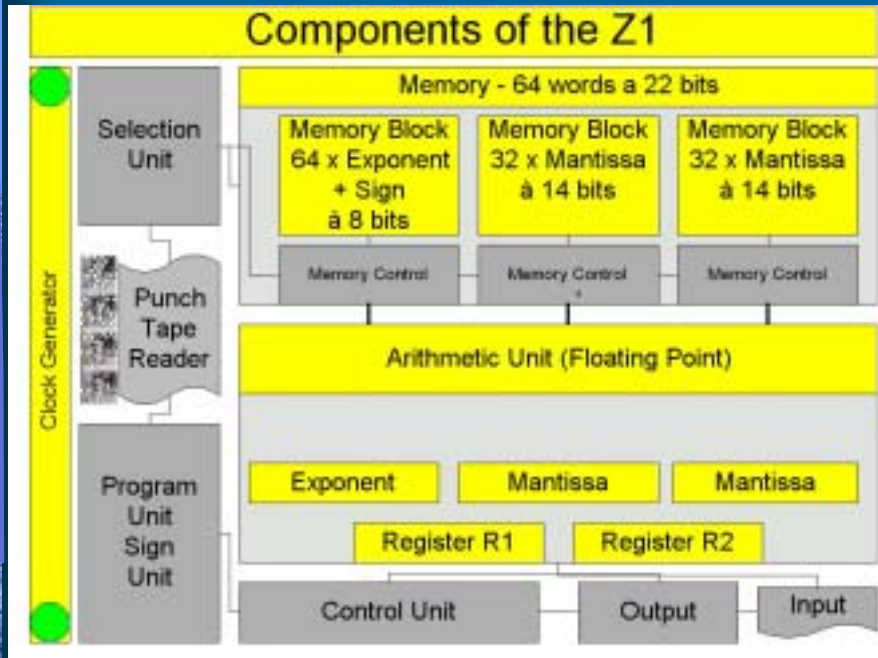 Components of the Z1
Clock Generator
Selection
Unit
Punch
Tape
Reader
Program
Unit
Sign
Unit
Memory - 64 words a 22 bits
Memory Block
64 x Exponent
+ Sign
à 8 bits
Memory Block
32 x Mantissa
à 14 bits
Memory Block
32 x Mantissa
à 14 bits
Memory Control
Memory Control
+
Memory Control
Arithmetic Unit (Floating Point)
Exponent
Mantissa
Mantissa
Register R1
Register R2
Control Unit
Output
Input